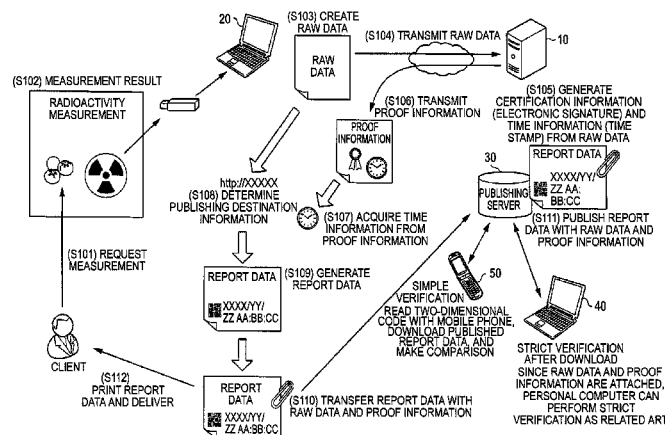 20
(S103) CREATE
RAW DATA
(S104) TRANSMIT RAW DATA
10
RAW
DATA
(S102) MEASUREMENT RESULT
RADIOACTIVITY
MEASUREMENT
(S106) TRANSMIT
PROOF INFORMATION
(S105) GENERATE
CERTIFICATION INFORMATION
(ELECTRONIC SIGNATURE) AND
TIME INFORMATION (TIME
STAMP) FROM RAW DATA
PROOF
INFORMATION
30
REPORT DATA
XXXX/YY/
ZZ AA:
BB:CC
PUBLISHING
SERVER
http://XXXXX
(S108) DETERMINE
PUBLISHING DESTINATION
INFORMATION
(S107) ACQUIRE TIME
INFORMATION FROM
PROOF INFORMATION
(S111) PUBLISH REPORT
DATA WITH RAW DATA AND
PROOF INFORMATION
(S101) REQUEST
MEASUREMENT
(S109) GENERATE
REPORT DATA
REPORT DATA
XXXX/YY/
ZZ AA:BB:CC
50
SIMPLE
VERIFICATION
READ TWO-DIMENSIONAL
CODE WITH MOBILE PHONE,
DOWNLOAD PUBLISHED
REPORT DATA, AND
MAKE COMPARISON
40
STRICT VERIFICATION
AFTER DOWNLOAD
SINCE RAW DATA AND PROOF
INFORMATION ARE ATTACHED,
PERSONAL COMPUTER CAN
PERFORM STRICT
VERIFICATION AS RELATED ART
CLIENT
(S112)
PRINT REPORT
DATA AND DELIVER
REPORT
DATA
XXXX/YY/
ZZ AA:BB:CC
(S110) TRANSFER REPORT DATA WITH
RAW DATA AND PROOF INFORMATION